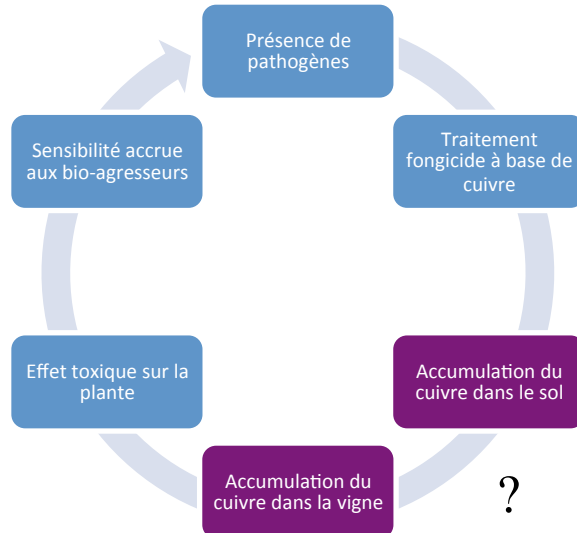 Présence de
pathogènes
Traitement
fongicide à base de
cuivre
Accumulation du
cuivre dans le sol
?
Accumulation du
cuivre dans la vigne
Effet toxique sur la
plante
Sensibilité accrue
aux bio-agresseurs